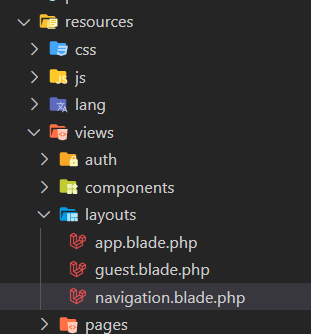 resources
css
js
lang
views
auth
components
layouts
app.blade.php
guest.blade.php
navigation.blade.php
pages